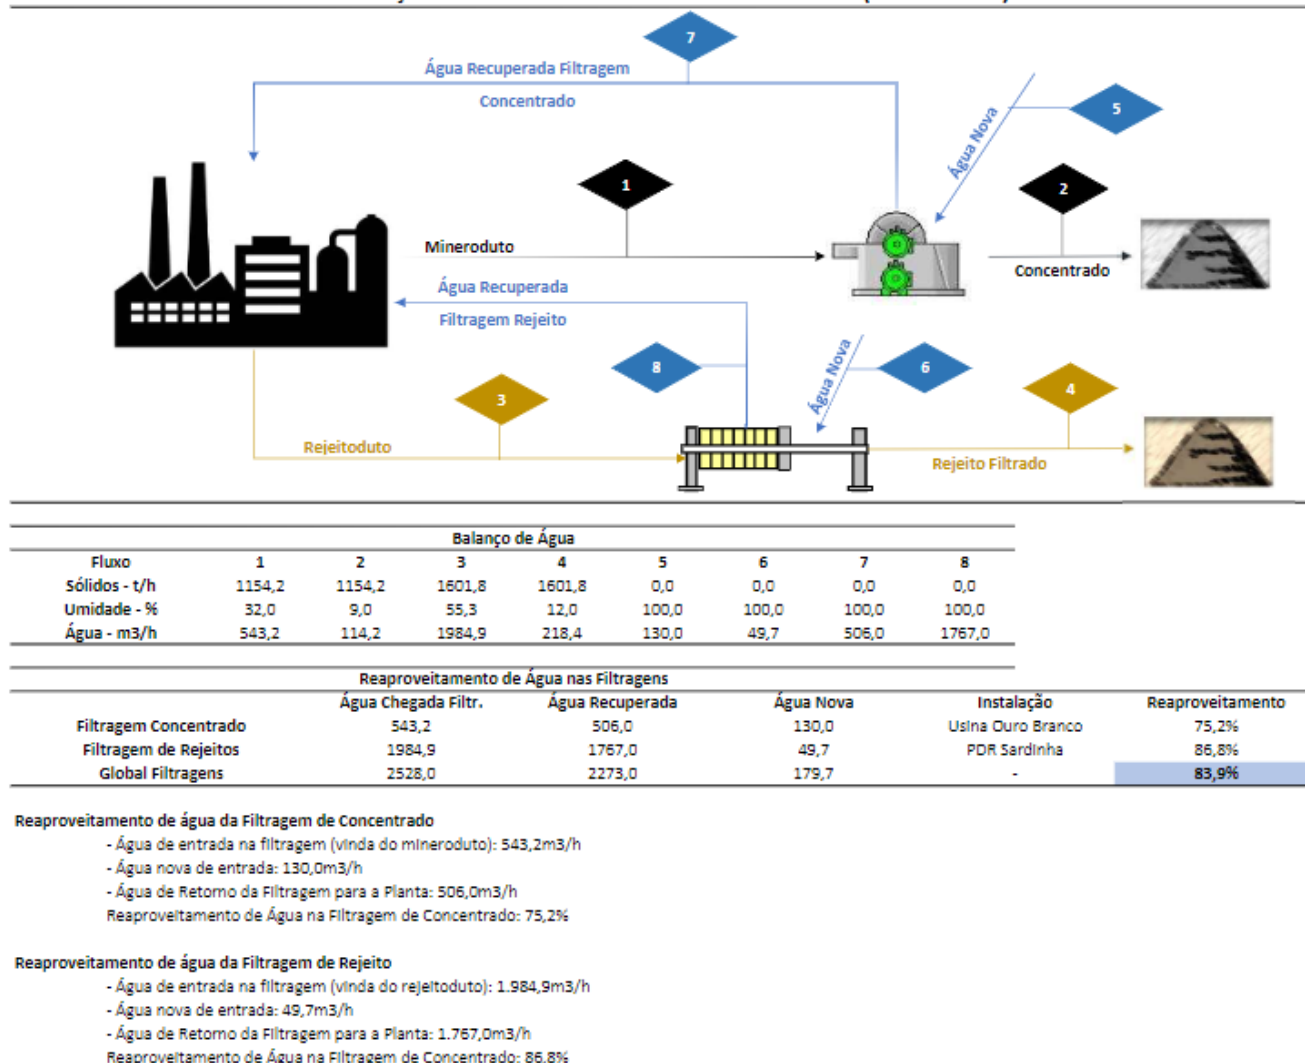 7
Água Recuperada Filtragem
Concentrado
5
Água Nova
1
2
Mineroduto
Concentrado
Água Recuperada
Filtragem Rejeito
8
Água Nova
6
3
4
Rejeitoduto
Rejeito Filtrado
Balanço de Água
Fluxo 1 2 3 4 5 6 7 8
Sólidos - t/h 1154,2 1154,2 1601,8 1601,8 0,0 0,0 0,0 0,0
Umidade - % 32,0 9,0 55,3 12,0 100,0 100,0 100,0 100,0
Água - m3/h 543,2 114,2 1984,9 218,4 130,0 49,7 506,0 1767,0
Reaproveitamento de Água nas Filtragens
Água Chegada Filtr. Água Recuperada Água Nova Instalação Reaproveitamento
Filtragem Concentrado 543,2 506,0 130,0 Usina Ouro Branco 75,2%
Filtragem de Rejeitos 1984,9 1767,0 49,7 PDR Sardinha 86,8%
Global Filtragens 2528,0 2273,0 179,7 - 83,9%
Reaproveitamento de água da Filtragem de Concentrado
- Água de entrada na filtragem (vinda do mineroduto): 543,2m3/h
- Água nova de entrada: 130,0m3/h
- Água de Retorno da Filtragem para a Planta: 506,0m3/h
Reaproveitamento de Água na Filtragem de Concentrado: 75,2%
Reaproveitamento de água da Filtragem de Rejeito
- Água de entrada na filtragem (vinda do rejeitoduto): 1.984,9m3/h
- Água nova de entrada: 49,7m3/h
- Água de Retorno da Filtragem para a Planta: 1.767,0m3/h
Reaproveitamento de Água na Filtragem de Concentrado: 86,8%